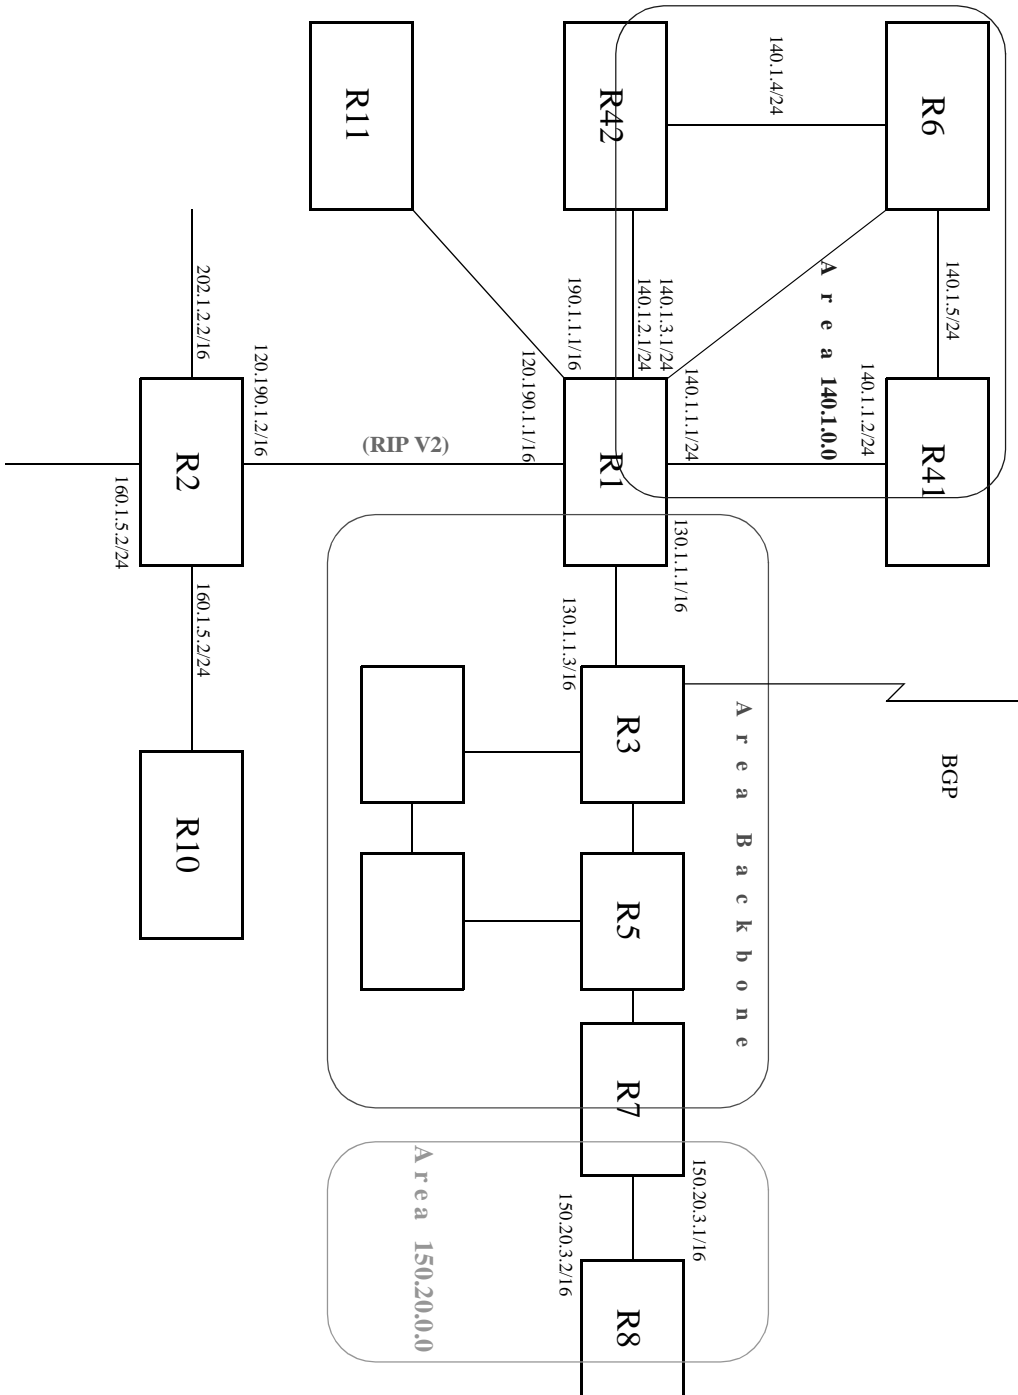 R6
140.1.4/24
R42
R11
140.1.5/24
Area 140.1.0.0
140.1.1.2/24
R41
140.1.1.1/24
140.1.3.1/24
140.1.2.1/24
190.1.1.1/16
120.190.1.1/16
R1
(RIP V2)
202.1.2.2/16
120.190.1.2/16
R2
160.1.5.2/24
160.1.5.2/24
R10
130.1.1.1/16
130.1.1.3/16
R3
BGP
Area Backbone
R5
R7
150.20.3.1/16
150.20.3.2/16
Area 150.20.0.0
R8